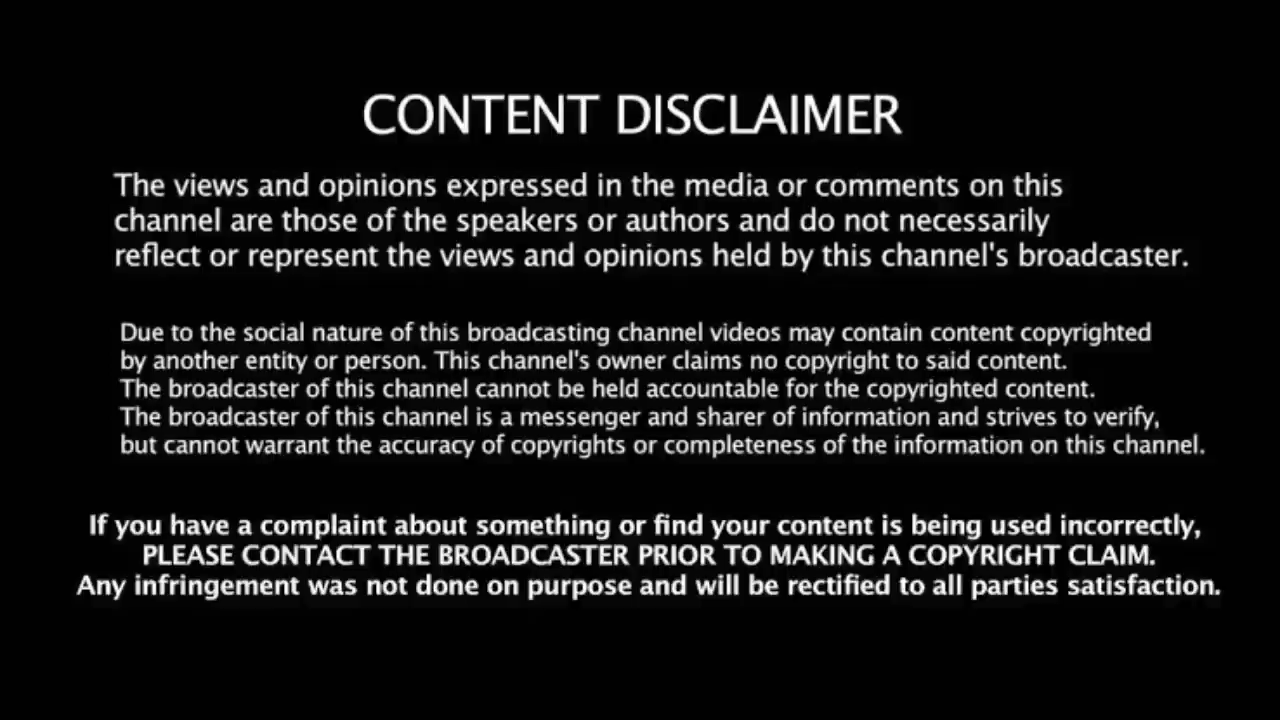 CONTENT DISCLAIMER
The views and opinions expressed in the media or comments on this
channel are those of the speakers or authors and do not necessarily
reflect or represent the views and opinions held by this channel's broadcaster.
Due to the social nature of this broadcasting channel videos may contain content copyrighted
by another entity or person. This channel's owner claims no copyright to said content.
The broadcaster of this channel cannot be held accountable for the copyrighted content.
The broadcaster of this channel is a messenger and sharer of information and strives to verify,
but cannot warrant the accuracy of copyrights or completeness of the information on this channel.
If you have a complaint about something or find your content is being used incorrectly,
PLEASE CONTACT THE BROADCASTER PRIOR TO MAKING A COPYRIGHT CLAIM.
Any infringement was not done on purpose and will be rectified to all parties satisfaction.